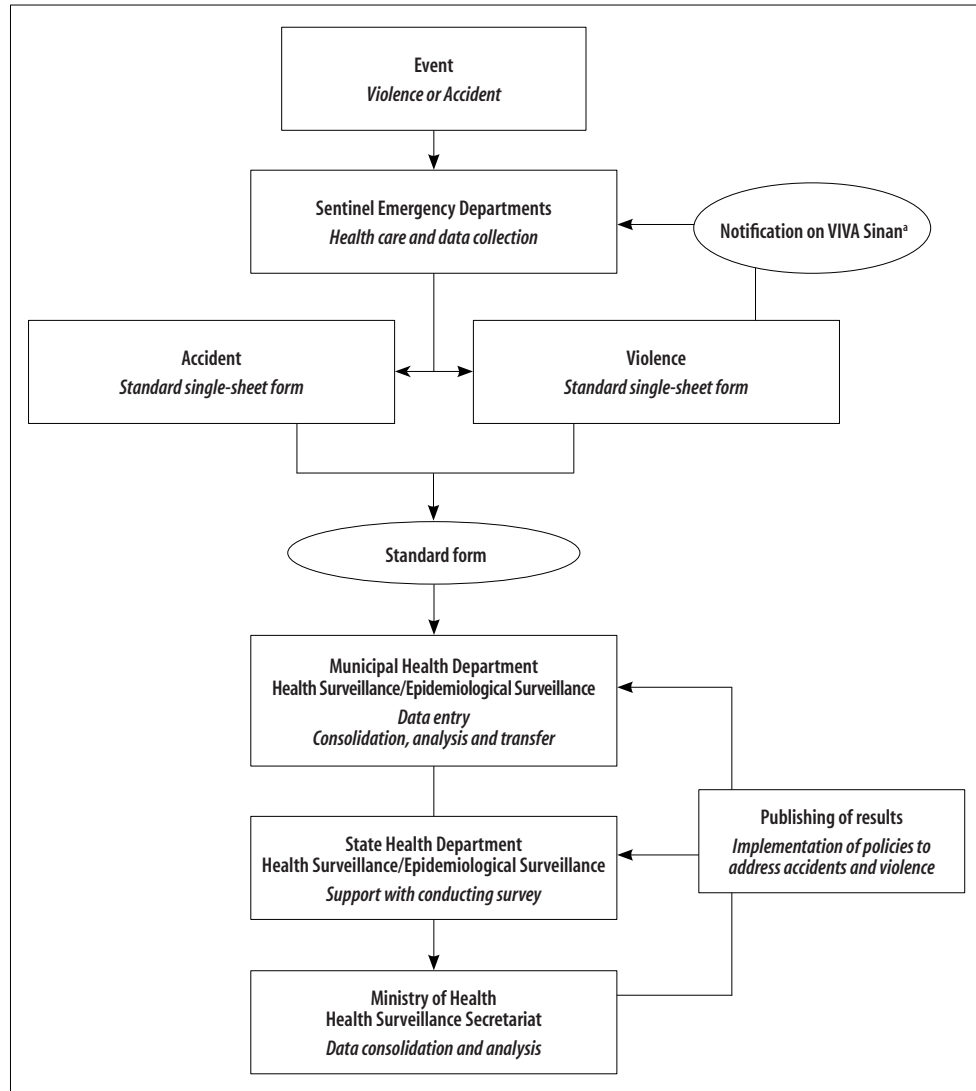 Event
Violence or Accident
Sentinel Emergency Departments
Health care and data collection
Notification on VIVA Sinanᵃ
Accident
Standard single-sheet form
Violence
Standard single-sheet form
Standard form
Municipal Health Department
Health Surveillance/Epidemiological Surveillance
Data entry
Consolidation, analysis and transfer
Publishing of results
Implementation of policies to
address accidents and violence
State Health Department
Health Surveillance/Epidemiological Surveillance
Support with conducting survey
Ministry of Health
Health Surveillance Secretariat
Data consolidation and analysis